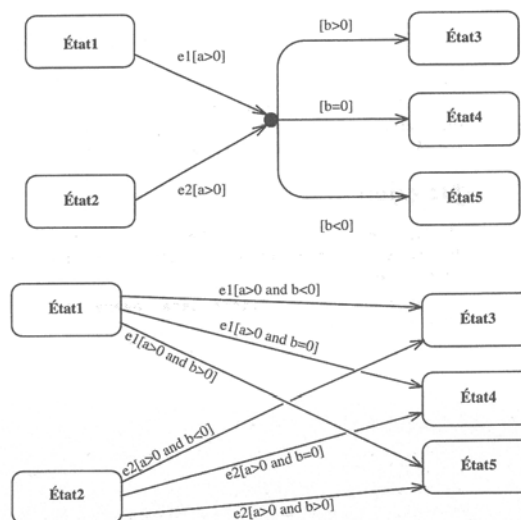 État1
e1[a>0]
[b>0]
État3
[b=0]
État4
État2
e2[a>0]
[b<0]
État5
État1
e1[a>0 and b<0]
e1[a>0 and b=0]
e1[a>0 and b>0]
État3
État4
État2
e2[a>0 and b<0]
e2[a>0 and b=0]
e2[a>0 and b>0]
État5